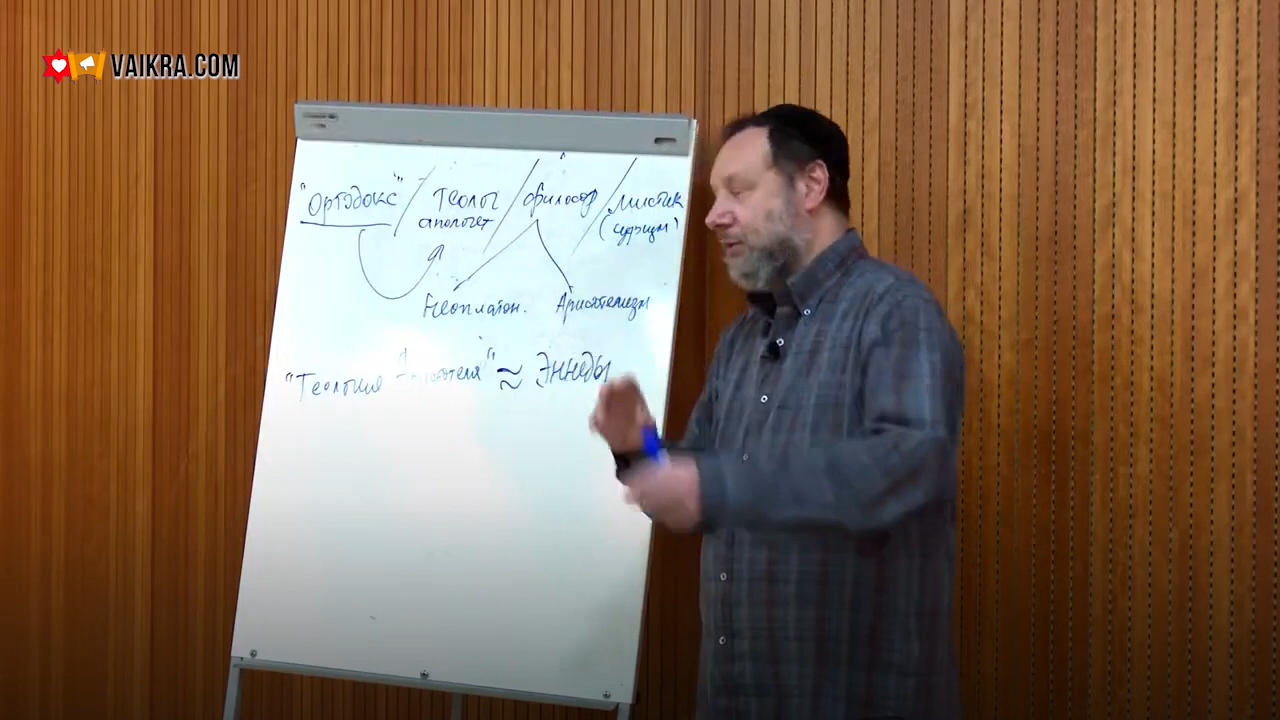 VAIKRA.COM
"Ортодокс" / Теолог / философ / мистик
апологет (суфизм)
Неоплатон. Аристотелизм
"Теология Аристотеля" ≈ Эннеады